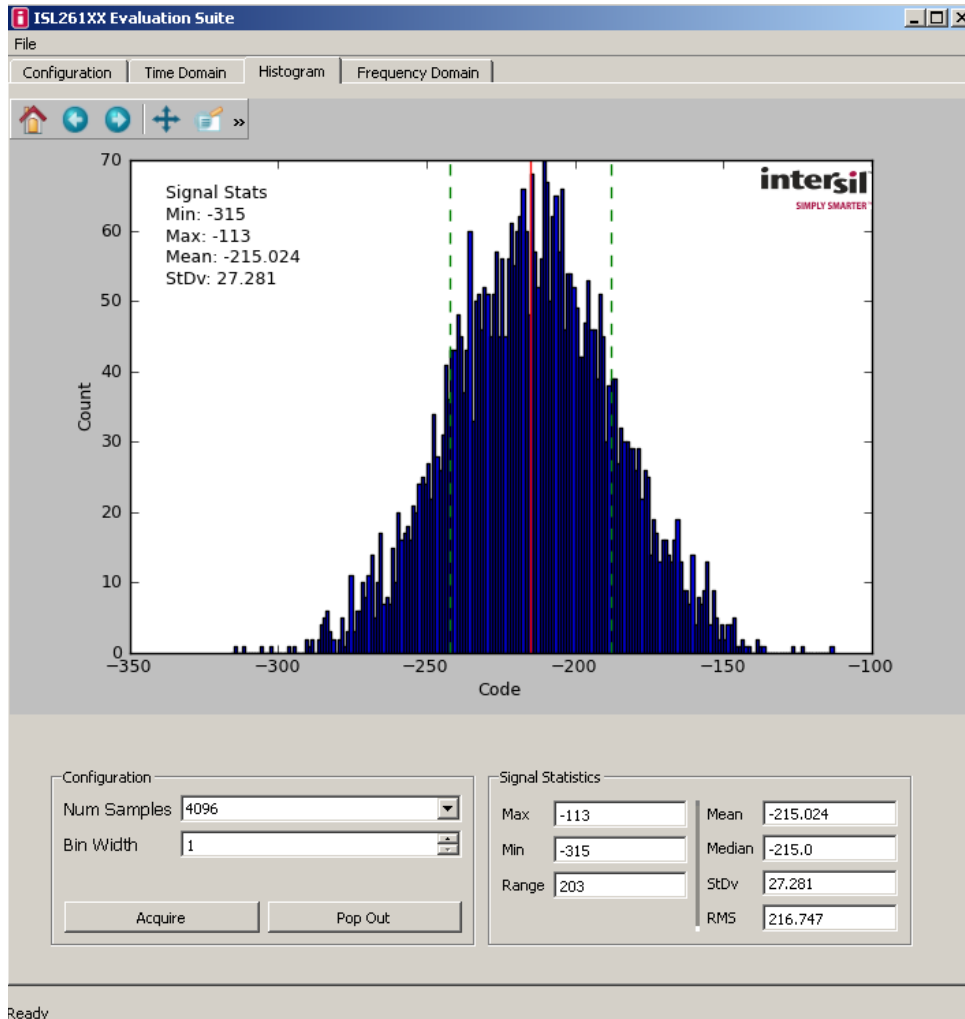 ISL261XX Evaluation Suite
File
Configuration Time Domain Histogram Frequency Domain
»
70
60
50
40
30
20
10
0
Count
Signal Stats
Min: -315
Max: -113
Mean: -215.024
StDv: 27.281
intersil
SIMPLY SMARTER
−350 −300 −250 −200 −150 −100
Code
Configuration
Num Samples 4096
Bin Width 1
Acquire Pop Out
Signal Statistics
Max -113
Min -315
Range 203
Mean -215.024
Median -215.0
StDv 27.281
RMS 216.747
Ready